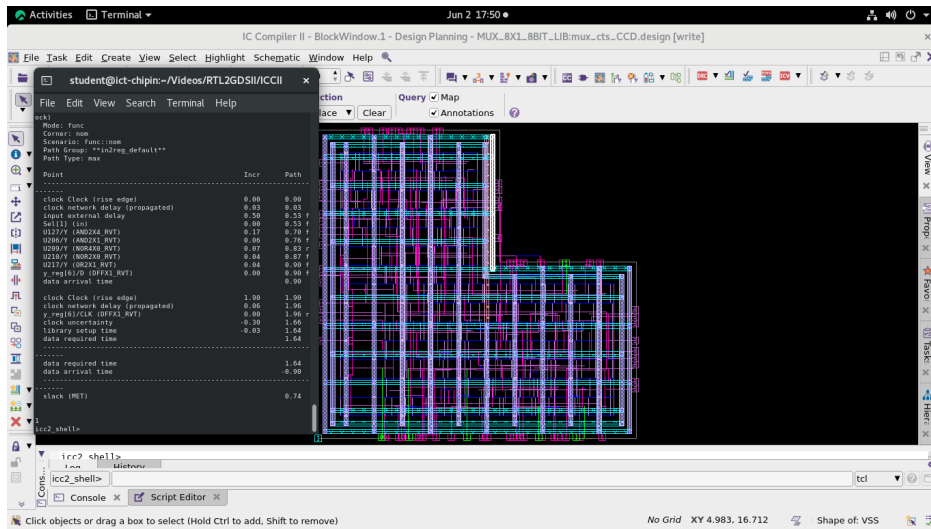 Activities Terminal Jun 2 17:50
IC Compiler II - BlockWindow.1 - Design Planning - MUX_8X1_8BIT_LIB:mux_cts_CCD.design [write]
File Edit Task Create View Select Highlight Schematic Window Help
student@ict-chipin:~/Videos/RTL2GDSII/ICCII ×
File Edit View Search Terminal Help
ction Query Map
lace Clear Annotations
ock)
Mode: func
Corner: nom
Scenario: func::nom
Path Group: **in2reg_default**
Path Type: max
Point Incr Path
clock Clock (rise edge) 0.00 0.00
clock network delay (propagated) 0.03 0.03
input external delay 0.50 0.53 f
Sel[1] (in) 0.00 0.53 f
U127/Y (AND2X4_RVT) 0.17 0.70 f
U206/Y (AND2X1_RVT) 0.06 0.76 f
U209/Y (NOR4X0_RVT) 0.07 0.83 r
U210/Y (NOR2X0_RVT) 0.04 0.87 f
U217/Y (OR2X1_RVT) 0.04 0.90 f
y_reg[6]/D (DFFX1_RVT) 0.00 0.90 f
data arrival time 0.90
clock Clock (rise edge) 1.90 1.90
clock network delay (propagated) 0.06 1.96
y_reg[6]/CLK (DFFX1_RVT) 0.00 1.96 r
clock uncertainty -0.30 1.66
library setup time -0.03 1.64
data required time 1.64
data required time 1.64
data arrival time -0.90
slack (MET) 0.74
1
icc2_shell>
View
Prop
Favo
Task
Hiera
icc2_shell>
Log History
icc2_shell> tcl
Cons...
Console × Script Editor ×
Click objects or drag a box to select (Hold Ctrl to add, Shift to remove) No Grid XY 4.983, 16.712 Shape of: VSS